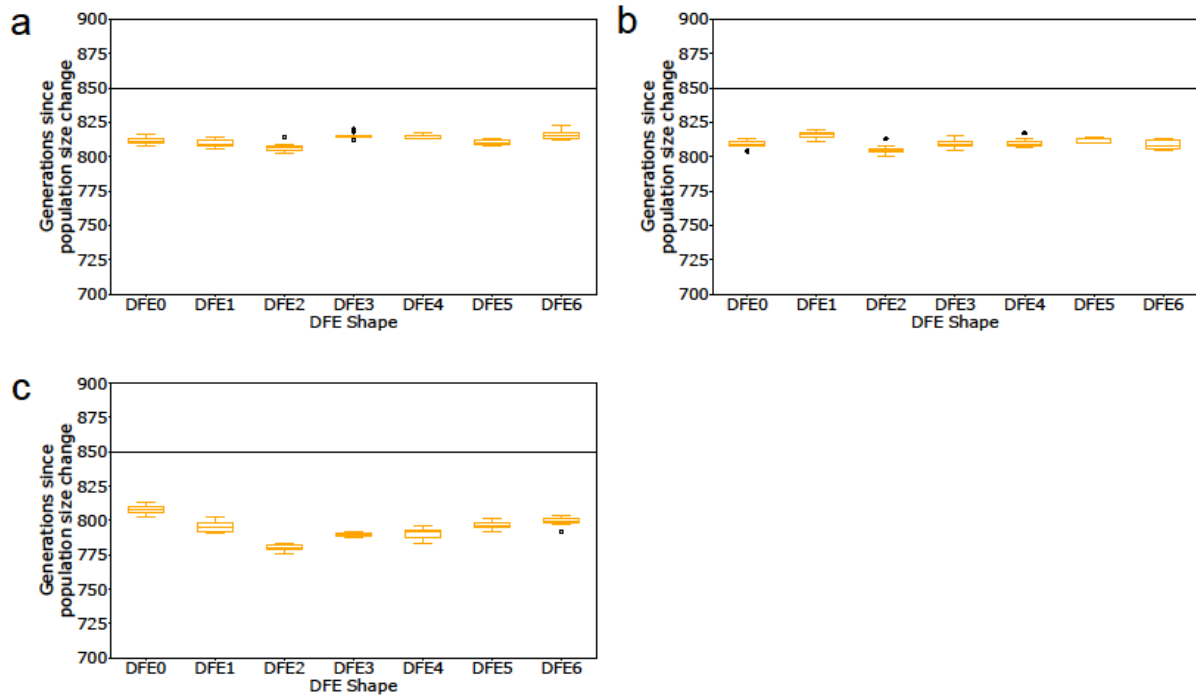 a
Generations since
population size change
900
875
850
825
800
775
750
725
700
DFE0 DFE1 DFE2 DFE3 DFE4 DFE5 DFE6
DFE Shape
b
Generations since
population size change
900
875
850
825
800
775
750
725
700
DFE0 DFE1 DFE2 DFE3 DFE4 DFE5 DFE6
DFE Shape
c
Generations since
population size change
900
875
850
825
800
775
750
725
700
DFE0 DFE1 DFE2 DFE3 DFE4 DFE5 DFE6
DFE Shape